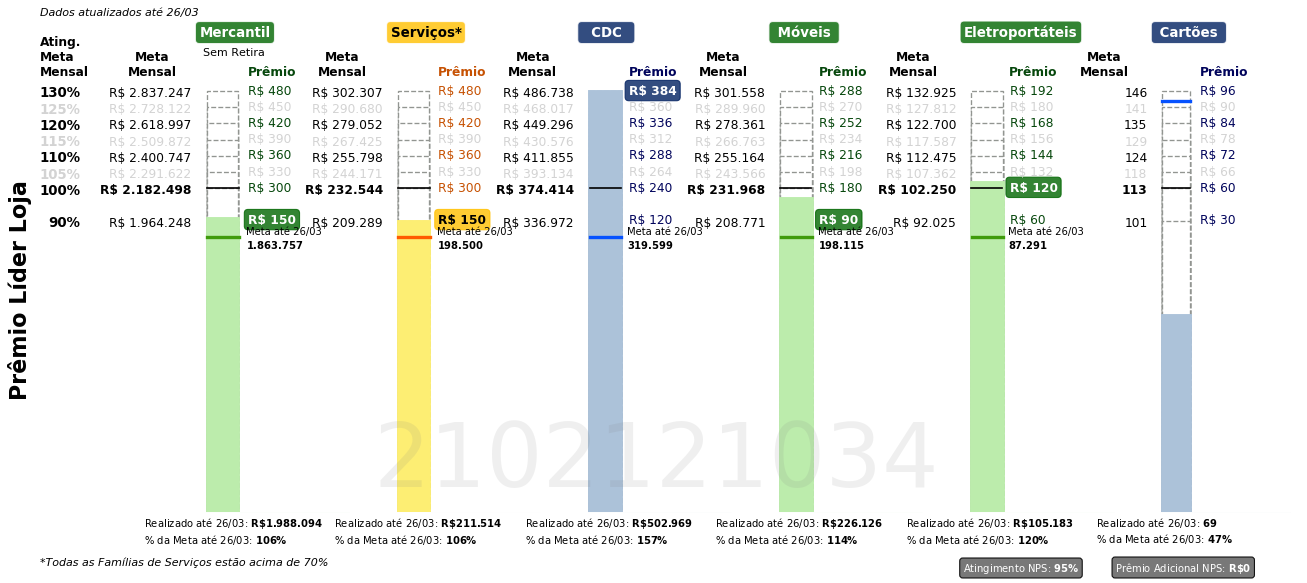 Dados atualizados até 26/03
Mercantil Serviços* CDC Móveis Eletroportáteis Cartões
Sem Retira
Ating. Meta Mensal Meta Mensal Prêmio Meta Mensal Prêmio Meta Mensal Prêmio Meta Mensal Prêmio Meta Mensal Prêmio Meta Mensal Prêmio
130% R$ 2.837.247 R$ 480 R$ 302.307 R$ 480 R$ 486.738 R$ 384 R$ 301.558 R$ 288 R$ 132.925 R$ 192 146 R$ 96
125% R$ 2.728.122 R$ 450 R$ 290.680 R$ 450 R$ 468.017 R$ 360 R$ 289.960 R$ 270 R$ 127.812 R$ 180 141 R$ 90
120% R$ 2.618.997 R$ 420 R$ 279.052 R$ 420 R$ 449.296 R$ 336 R$ 278.361 R$ 252 R$ 122.700 R$ 168 135 R$ 84
115% R$ 2.509.872 R$ 390 R$ 267.425 R$ 390 R$ 430.576 R$ 312 R$ 266.763 R$ 234 R$ 117.587 R$ 156 129 R$ 78
110% R$ 2.400.747 R$ 360 R$ 255.798 R$ 360 R$ 411.855 R$ 288 R$ 255.164 R$ 216 R$ 112.475 R$ 144 124 R$ 72
105% R$ 2.291.622 R$ 330 R$ 244.171 R$ 330 R$ 393.134 R$ 264 R$ 243.566 R$ 198 R$ 107.362 R$ 132 118 R$ 66
100% R$ 2.182.498 R$ 300 R$ 232.544 R$ 300 R$ 374.414 R$ 240 R$ 231.968 R$ 180 R$ 102.250 R$ 120 113 R$ 60
90% R$ 1.964.248 R$ 150 R$ 209.289 R$ 150 R$ 336.972 R$ 120 R$ 208.771 R$ 90 R$ 92.025 R$ 60 101 R$ 30
Meta até 26/03 Meta até 26/03 Meta até 26/03 Meta até 26/03 Meta até 26/03
1.863.757 198.500 319.599 198.115 87.291
Prêmio Líder Loja
2102121034
Realizado até 26/03: R$1.988.094 Realizado até 26/03: R$211.514 Realizado até 26/03: R$502.969 Realizado até 26/03: R$226.126 Realizado até 26/03: R$105.183 Realizado até 26/03: 69
% da Meta até 26/03: 106% % da Meta até 26/03: 106% % da Meta até 26/03: 157% % da Meta até 26/03: 114% % da Meta até 26/03: 120% % da Meta até 26/03: 47%
*Todas as Famílias de Serviços estão acima de 70% Atingimento NPS: 95% Prêmio Adicional NPS: R$0